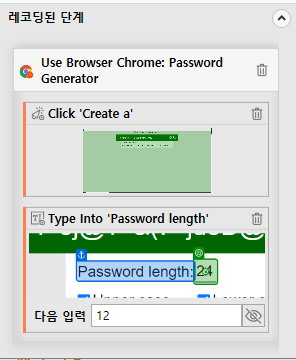 레코딩된 단계
Use Browser Chrome: Password
Generator
Click 'Create a'
Type Into 'Password length'
Password length: 24
다음 입력 12